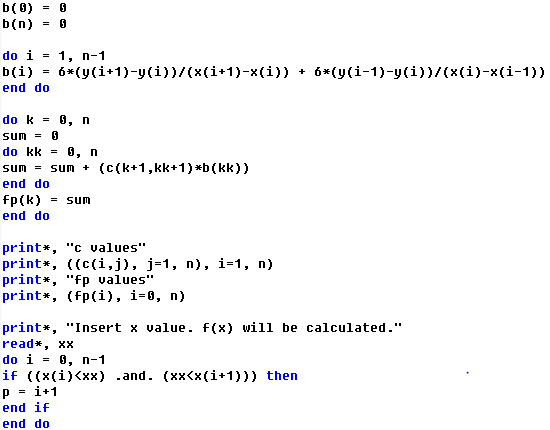 b(0) = 0
b(n) = 0
do i = 1, n-1
b(i) = 6*(y(i+1)-y(i))/(x(i+1)-x(i)) + 6*(y(i-1)-y(i))/(x(i)-x(i-1))
end do
do k = 0, n
sum = 0
do kk = 0, n
sum = sum + (c(k+1,kk+1)*b(kk))
end do
fp(k) = sum
end do
print*, "c values"
print*, ((c(i,j), j=1, n), i=1, n)
print*, "fp values"
print*, (fp(i), i=0, n)
print*, "Insert x value. f(x) will be calculated."
read*, xx
do i = 0, n-1
if ((x(i)<xx) .and. (xx<x(i+1))) then
p = i+1
end if
end do